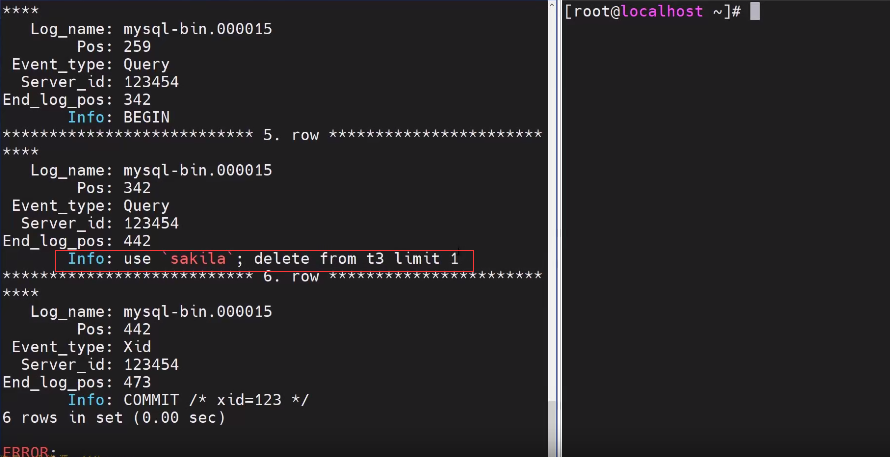 ****
Log_name: mysql-bin.000015
Pos: 259
Event_type: Query
Server_id: 123454
End_log_pos: 342
Info: BEGIN
*************************** 5. row ***********************
****
Log_name: mysql-bin.000015
Pos: 342
Event_type: Query
Server_id: 123454
End_log_pos: 442
Info: use `sakila`; delete from t3 limit 1
*************************** 6. row ***********************
****
Log_name: mysql-bin.000015
Pos: 442
Event_type: Xid
Server_id: 123454
End_log_pos: 473
Info: COMMIT /* xid=123 */
6 rows in set (0.00 sec)
ERROR:
[root@localhost ~]#